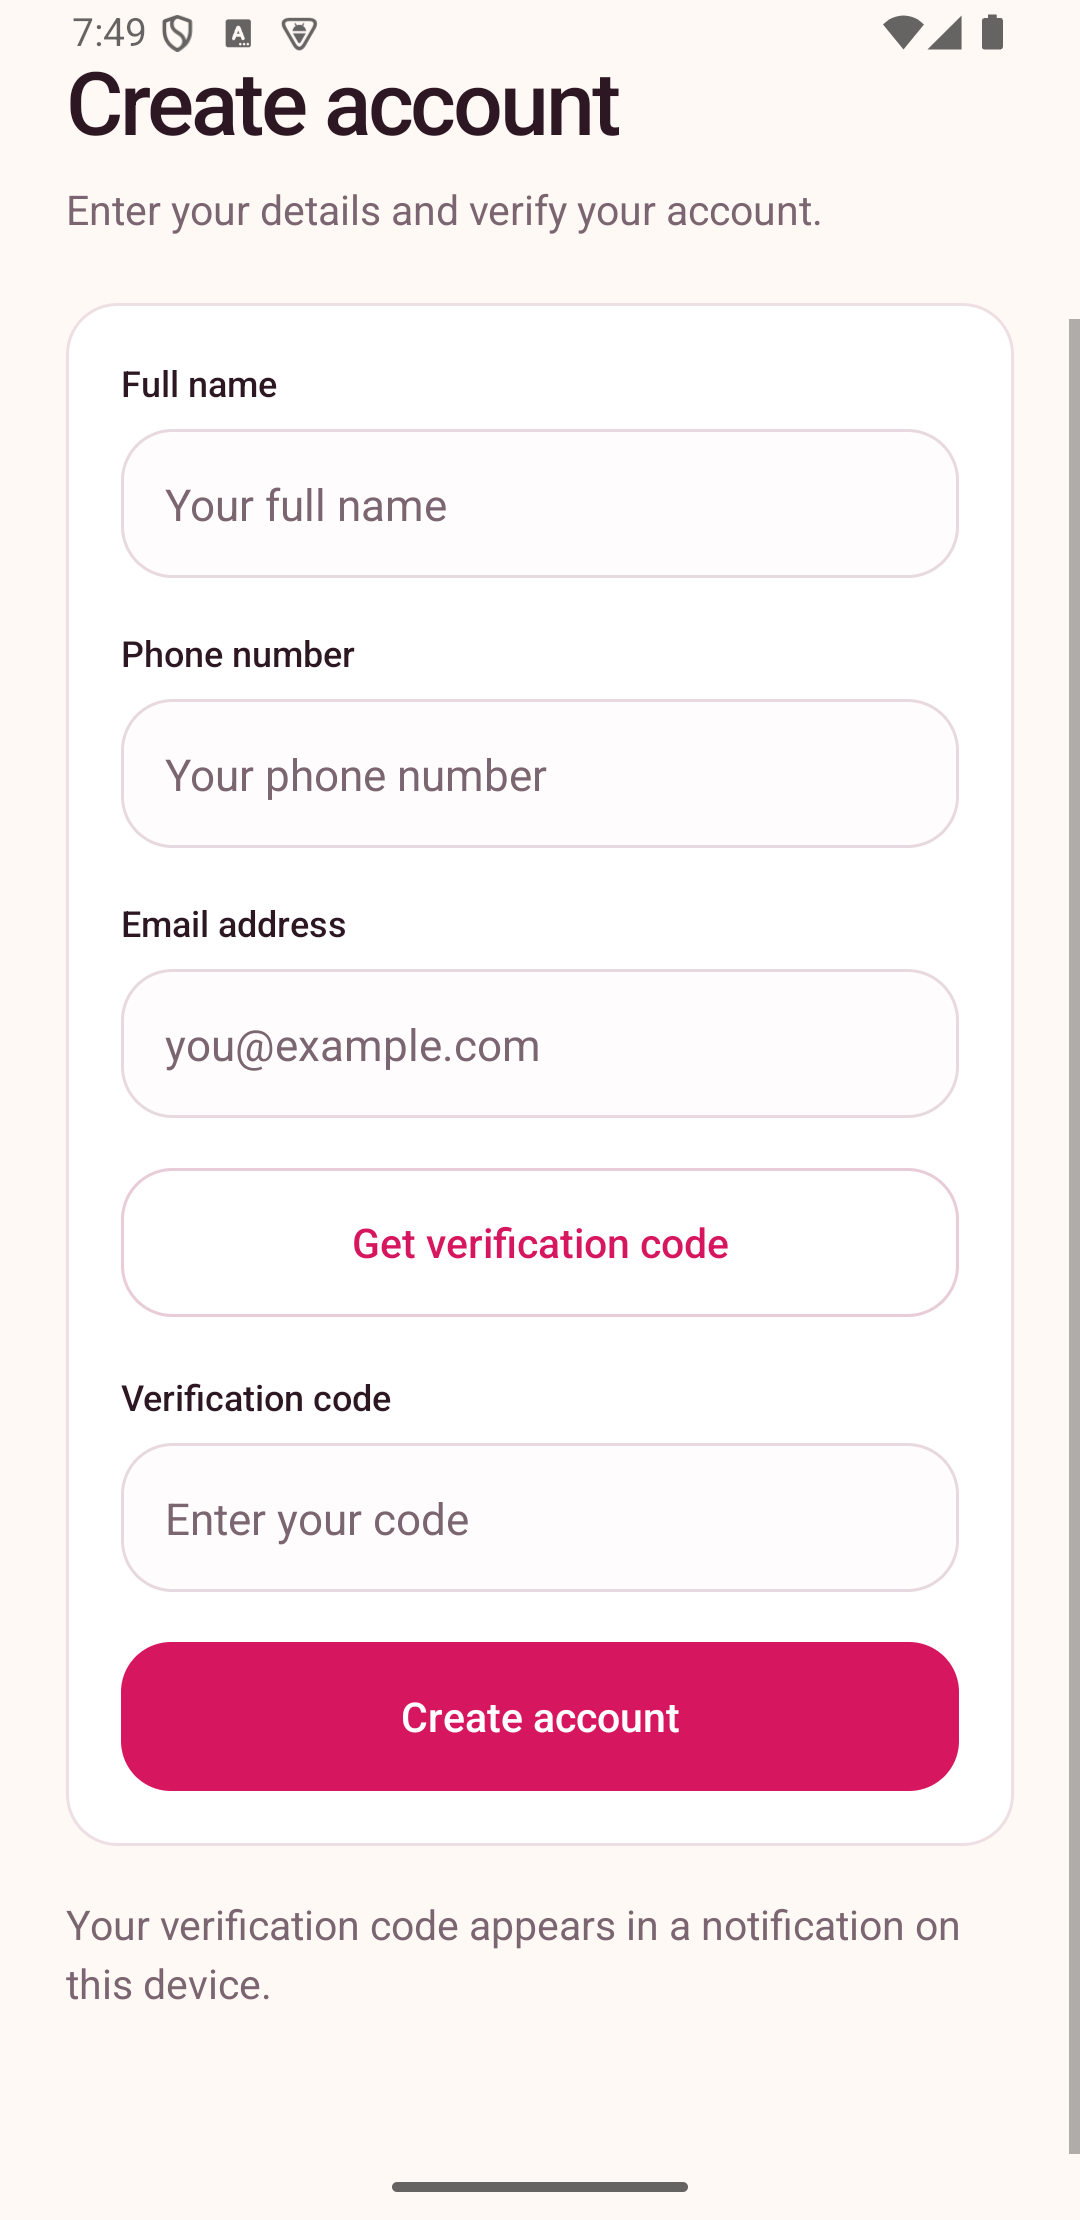 7:49
Create account
Enter your details and verify your account.
Full name
Your full name
Phone number
Your phone number
Email address
you@example.com
Get verification code
Verification code
Enter your code
Create account
Your verification code appears in a notification on
this device.